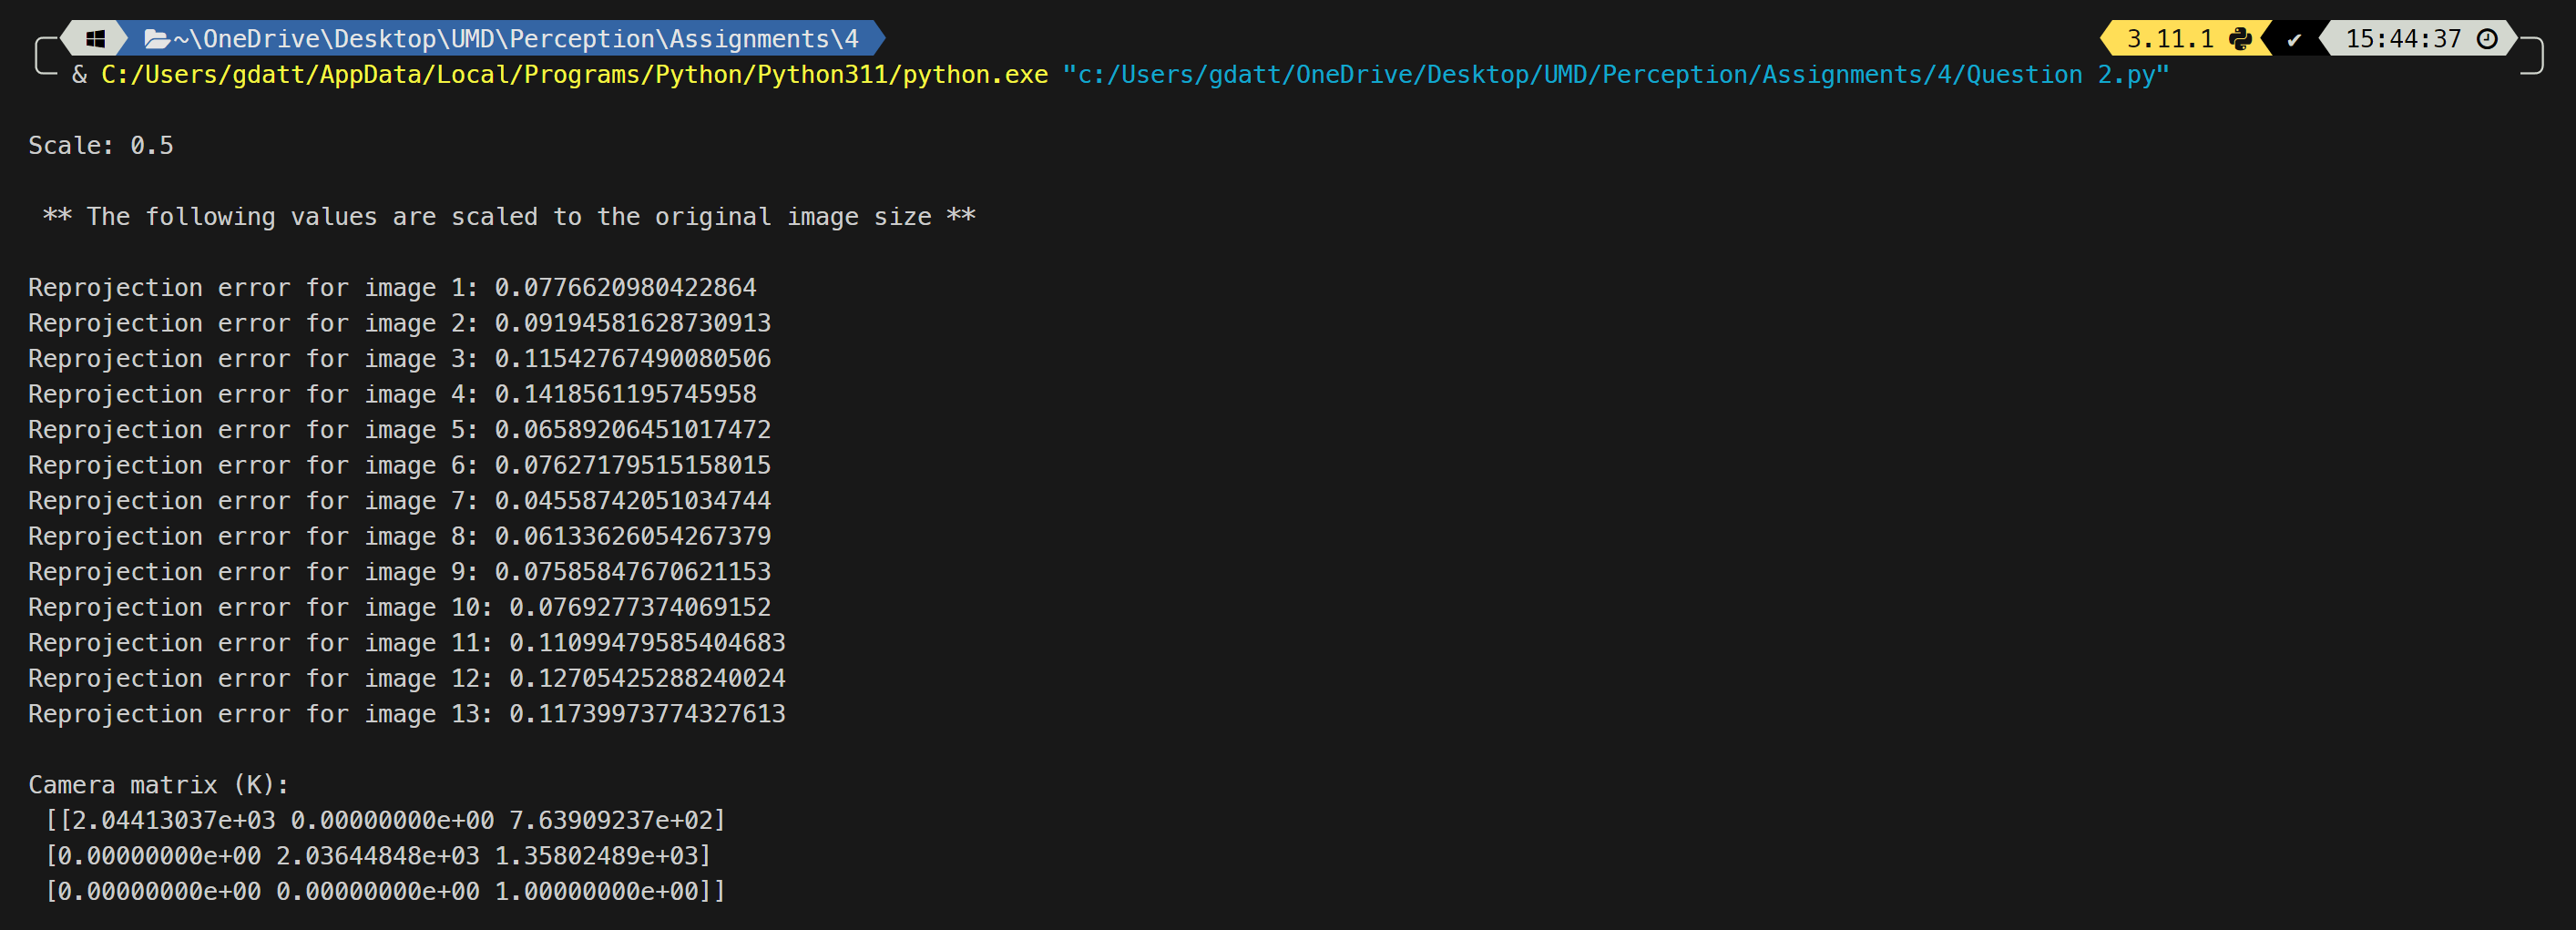 ~\OneDrive\Desktop\UMD\Perception\Assignments\4 3.11.1 ✔ 15:44:37
& C:/Users/gdatt/AppData/Local/Programs/Python/Python311/python.exe "c:/Users/gdatt/OneDrive/Desktop/UMD/Perception/Assignments/4/Question 2.py"
Scale: 0.5
** The following values are scaled to the original image size **
Reprojection error for image 1: 0.0776620980422864
Reprojection error for image 2: 0.09194581628730913
Reprojection error for image 3: 0.11542767490080506
Reprojection error for image 4: 0.1418561195745958
Reprojection error for image 5: 0.06589206451017472
Reprojection error for image 6: 0.07627179515158015
Reprojection error for image 7: 0.04558742051034744
Reprojection error for image 8: 0.06133626054267379
Reprojection error for image 9: 0.07585847670621153
Reprojection error for image 10: 0.0769277374069152
Reprojection error for image 11: 0.11099479585404683
Reprojection error for image 12: 0.12705425288240024
Reprojection error for image 13: 0.11739973774327613
Camera matrix (K):
[[2.04413037e+03 0.00000000e+00 7.63909237e+02]
[0.00000000e+00 2.03644848e+03 1.35802489e+03]
[0.00000000e+00 0.00000000e+00 1.00000000e+00]]